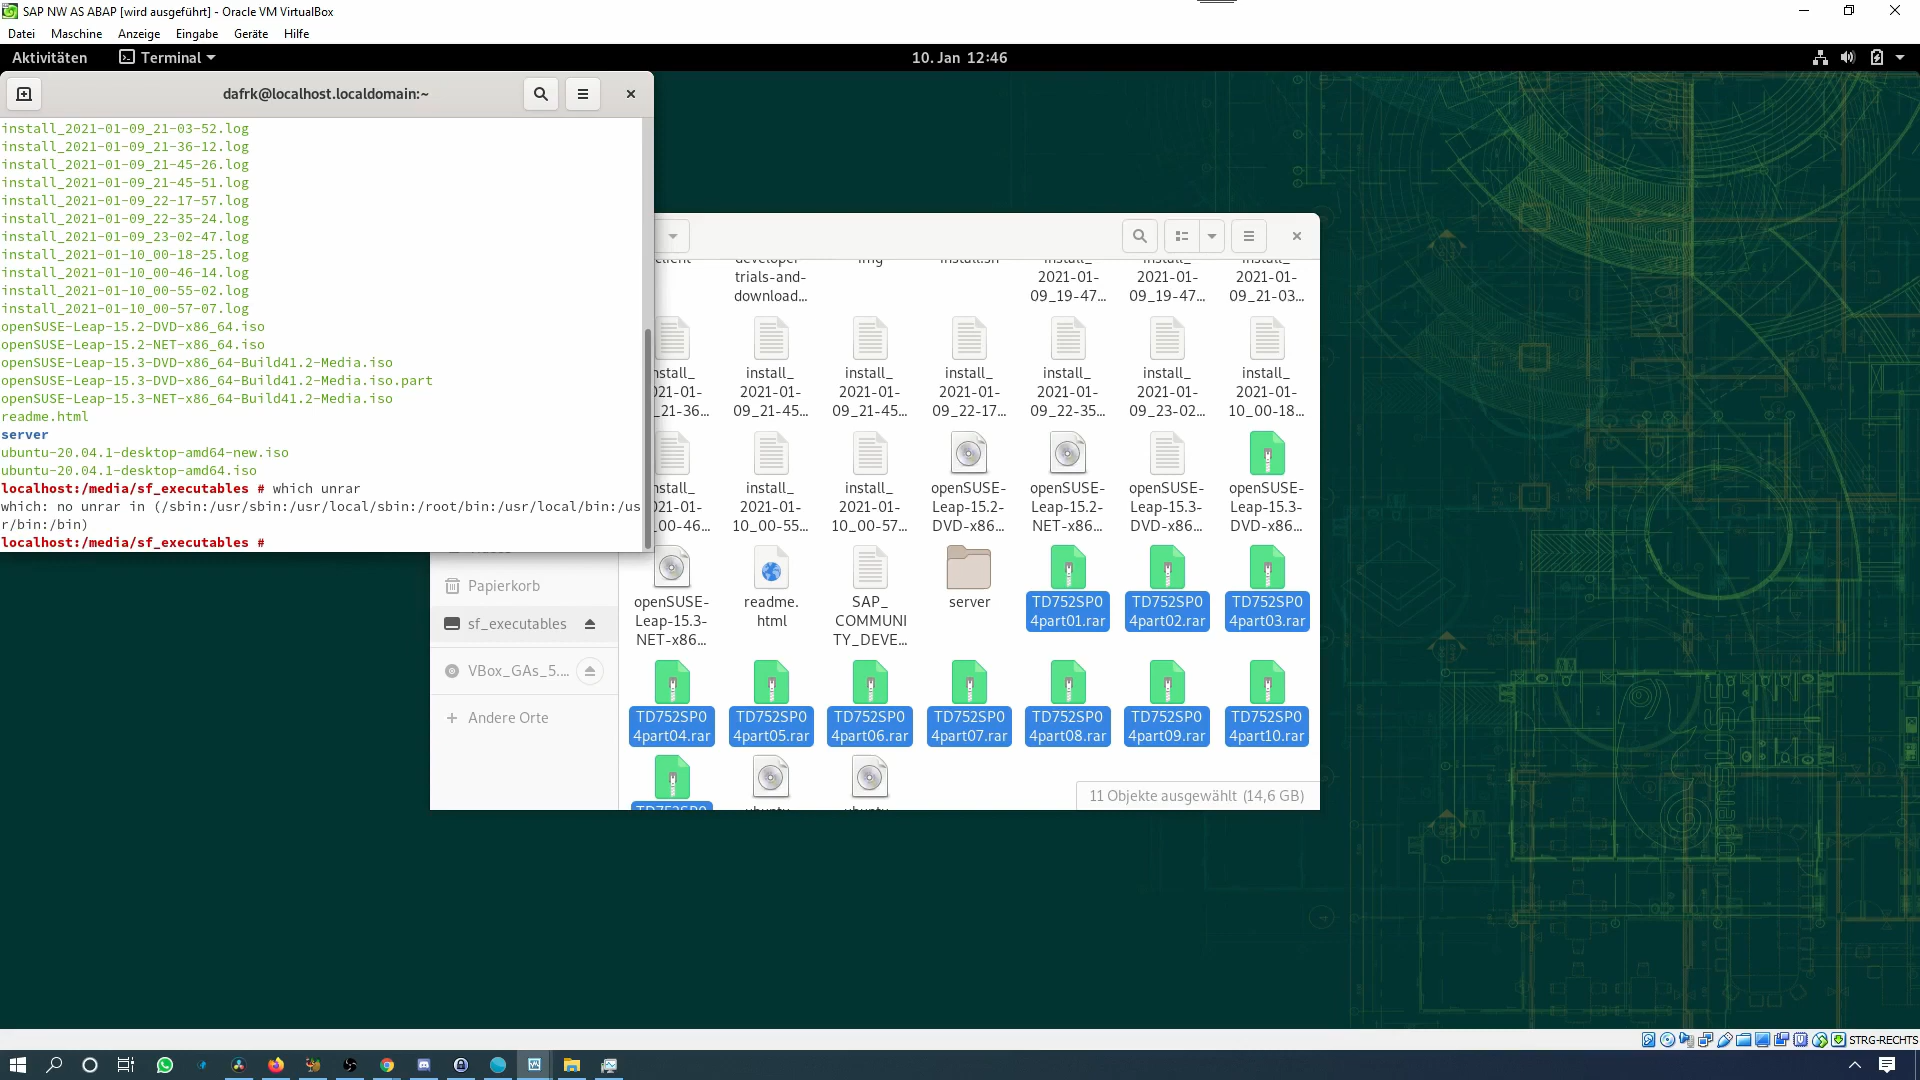 SAP NW AS ABAP [wird ausgeführt] - Oracle VM VirtualBox
Datei Maschine Anzeige Eingabe Geräte Hilfe
Aktivitäten Terminal 10. Jan 12:46
dafrk@localhost.localdomain:~
install_2021-01-09_21-03-52.log
install_2021-01-09_21-36-12.log
install_2021-01-09_21-45-26.log
install_2021-01-09_21-45-51.log
install_2021-01-09_22-17-57.log
install_2021-01-09_22-35-24.log
install_2021-01-09_23-02-47.log
install_2021-01-10_00-18-25.log
install_2021-01-10_00-46-14.log
install_2021-01-10_00-55-02.log
install_2021-01-10_00-57-07.log
openSUSE-Leap-15.2-DVD-x86_64.iso
openSUSE-Leap-15.2-NET-x86_64.iso
openSUSE-Leap-15.3-DVD-x86_64-Build41.2-Media.iso
openSUSE-Leap-15.3-DVD-x86_64-Build41.2-Media.iso.part
openSUSE-Leap-15.3-NET-x86_64-Build41.2-Media.iso
readme.html
server
ubuntu-20.04.1-desktop-amd64-new.iso
ubuntu-20.04.1-desktop-amd64.iso
localhost:/media/sf_executables # which unrar
which: no unrar in (/sbin:/usr/sbin:/usr/local/sbin:/root/bin:/usr/local/bin:/us
r/bin:/bin)
localhost:/media/sf_executables #
Papierkorb
sf_executables
VBox_GAs_5....
Andere Orte
trials-and- 2021-01- 2021-01- 2021-01-
download... 09_19-47... 09_19-47... 09_21-03...
nstall_ install_ install_ install_ install_ install_ install_
021-01- 2021-01- 2021-01- 2021-01- 2021-01- 2021-01- 2021-01-
_21-36... 09_21-45... 09_21-45... 09_22-17... 09_22-35... 09_23-02... 10_00-18...
nstall_ install_ install_ openSUSE- openSUSE- openSUSE- openSUSE-
021-01- 2021-01- 2021-01- Leap-15.2- Leap-15.2- Leap-15.3- Leap-15.3-
_00-46... 10_00-55... 10_00-57... DVD-x86... NET-x86... DVD-x86... DVD-x86...
openSUSE- readme. SAP_ server TD752SP0 TD752SP0 TD752SP0
Leap-15.3- html COMMUNI 4part01.rar 4part02.rar 4part03.rar
NET-x86... TY_DEVE...
TD752SP0 TD752SP0 TD752SP0 TD752SP0 TD752SP0 TD752SP0 TD752SP0
4part04.rar 4part05.rar 4part06.rar 4part07.rar 4part08.rar 4part09.rar 4part10.rar
11 Objekte ausgewählt (14,6 GB)
STRG-RECHTS